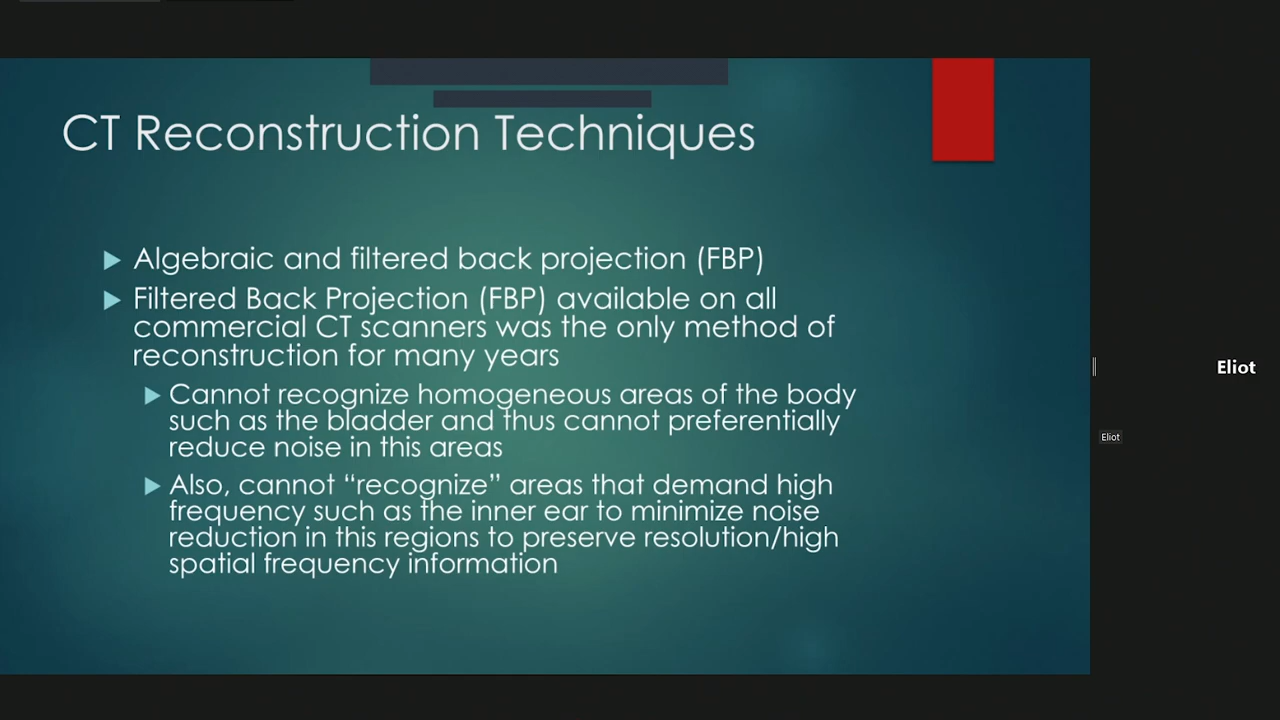 CT Reconstruction Techniques
Algebraic and filtered back projection (FBP)
Filtered Back Projection (FBP) available on all
commercial CT scanners was the only method of
reconstruction for many years
Cannot recognize homogeneous areas of the body
such as the bladder and thus cannot preferentially
reduce noise in this areas
Also, cannot “recognize” areas that demand high
frequency such as the inner ear to minimize noise
reduction in this regions to preserve resolution/high
spatial frequency information
Eliot
Eliot